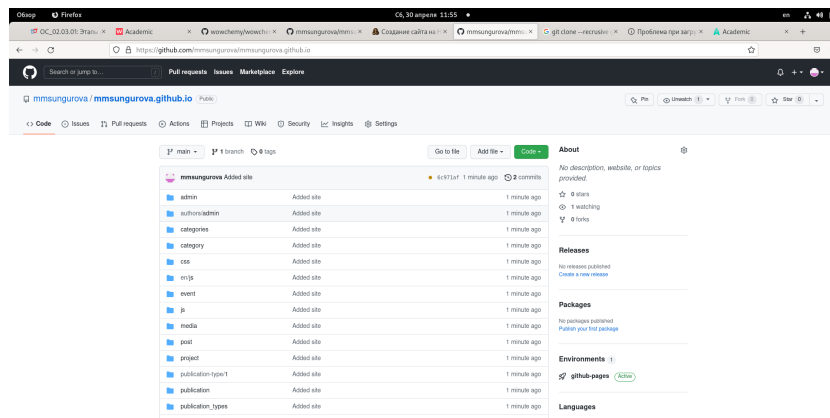 Обзор Firefox Сб, 30 апреля 11:55 en
ОС_02.03.01: Этапы Academic wowchemy/wowchem mmsungurova/mmsu Создание сайта на H mmsungurova/mmsu git clone --recrusive Проблема при загру Academic
https://github.com/mmsungurova/mmsungurova.github.io
Search or jump to... / Pull requests Issues Marketplace Explore
mmsungurova / mmsungurova.github.io Public Pin Unwatch 1 Fork 0 Star 0
Code Issues Pull requests Actions Projects Wiki Security Insights Settings
main 1 branch 0 tags Go to file Add file Code
mmsungurova Added site 6c971af 1 minute ago 2 commits
admin Added site 1 minute ago
authors/admin Added site 1 minute ago
categories Added site 1 minute ago
category Added site 1 minute ago
css Added site 1 minute ago
en/js Added site 1 minute ago
event Added site 1 minute ago
js Added site 1 minute ago
media Added site 1 minute ago
post Added site 1 minute ago
project Added site 1 minute ago
publication-type/1 Added site 1 minute ago
publication Added site 1 minute ago
publication_types Added site 1 minute ago
About
No description, website, or topics
provided.
0 stars
1 watching
0 forks
Releases
No releases published
Create a new release
Packages
No packages published
Publish your first package
Environments 1
github-pages Active
Languages